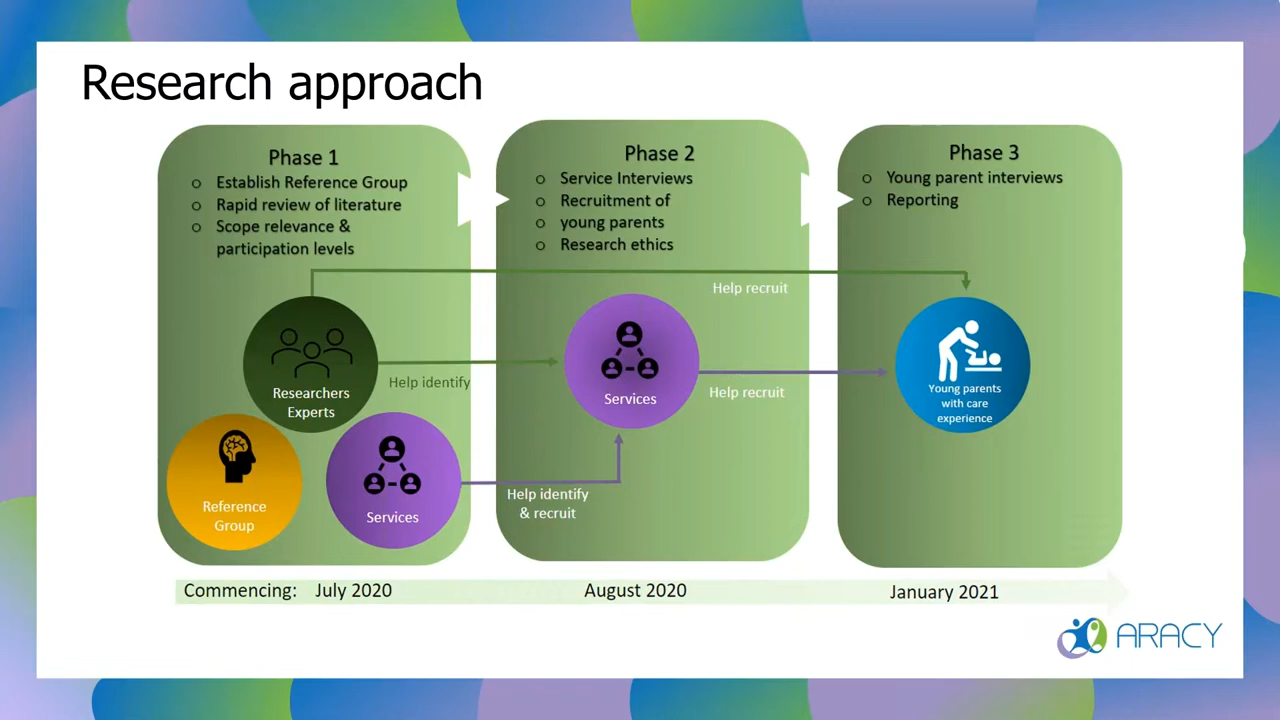 Research approach
Phase 1
○ Establish Reference Group
○ Rapid review of literature
○ Scope relevance &
participation levels
Phase 2
○ Service Interviews
○ Recruitment of
○ young parents
○ Research ethics
Phase 3
○ Young parent interviews
○ Reporting
Help recruit
Researchers
Experts
Help identify
Services
Help recruit
Young parents
with care
experience
Reference
Group
Services
Help identify
& recruit
Commencing: July 2020
August 2020
January 2021
ARACY